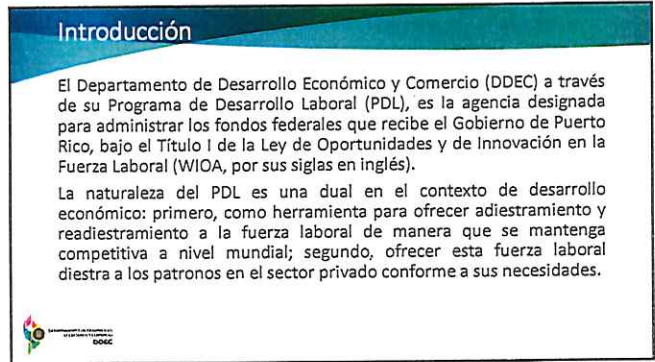 Introducción
El Departamento de Desarrollo Económico y Comercio (DDEC) a través
de su Programa de Desarrollo Laboral (PDL), es la agencia designada
para administrar los fondos federales que recibe el Gobierno de Puerto
Rico, bajo el Título I de la Ley de Oportunidades y de Innovación en la
Fuerza Laboral (WIOA, por sus siglas en inglés).
La naturaleza del PDL es una dual en el contexto de desarrollo
económico: primero, como herramienta para ofrecer adiestramiento y
readiestramiento a la fuerza laboral de manera que se mantenga
competitiva a nivel mundial; segundo, ofrecer esta fuerza laboral
diestra a los patronos en el sector privado conforme a sus necesidades.
DDEC